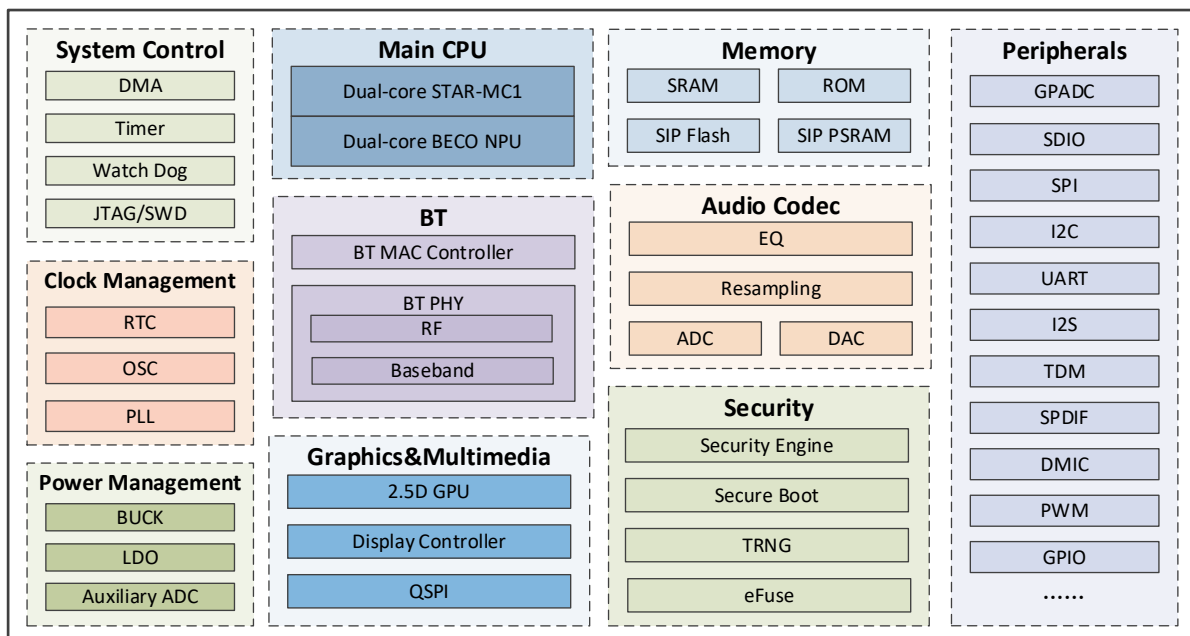 System Control
DMA
Timer
Watch Dog
JTAG/SWD
Clock Management
RTC
OSC
PLL
Power Management
BUCK
LDO
Auxiliary ADC
Main CPU
Dual-core STAR-MC1
Dual-core BECO NPU
BT
BT MAC Controller
BT PHY
RF
Baseband
Graphics&Multimedia
2.5D GPU
Display Controller
QSPI
Memory
SRAM ROM
SIP Flash SIP PSRAM
Audio Codec
EQ
Resampling
ADC DAC
Security
Security Engine
Secure Boot
TRNG
eFuse
Peripherals
GPADC
SDIO
SPI
I2C
UART
I2S
TDM
SPDIF
DMIC
PWM
GPIO
......